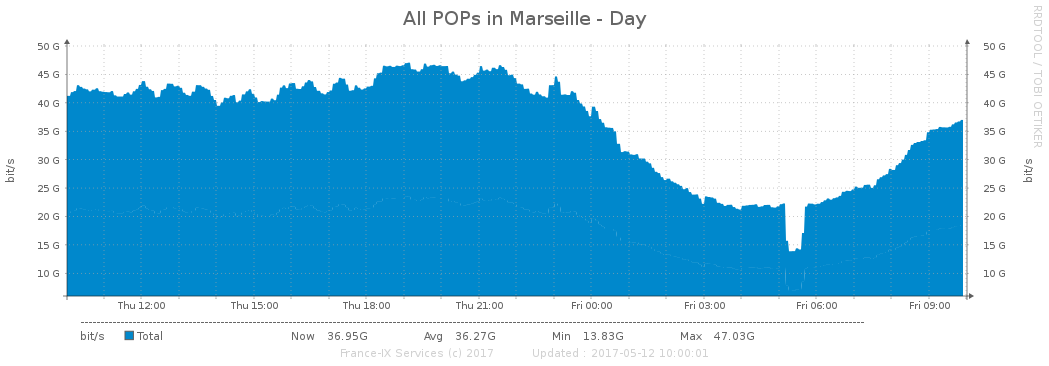 All POPs in Marseille - Day
RRDTOOL / TOBI OETIKER
50 G 50 G
45 G 45 G
40 G 40 G
35 G 35 G
30 G 30 G
25 G 25 G
20 G 20 G
15 G 15 G
10 G 10 G
bit/s bit/s
Thu 12:00 Thu 15:00 Thu 18:00 Thu 21:00 Fri 00:00 Fri 03:00 Fri 06:00 Fri 09:00
bit/s Total Now 36.95G Avg 36.27G Min 13.83G Max 47.03G
France-IX Services (c) 2017 Updated : 2017-05-12 10:00:01